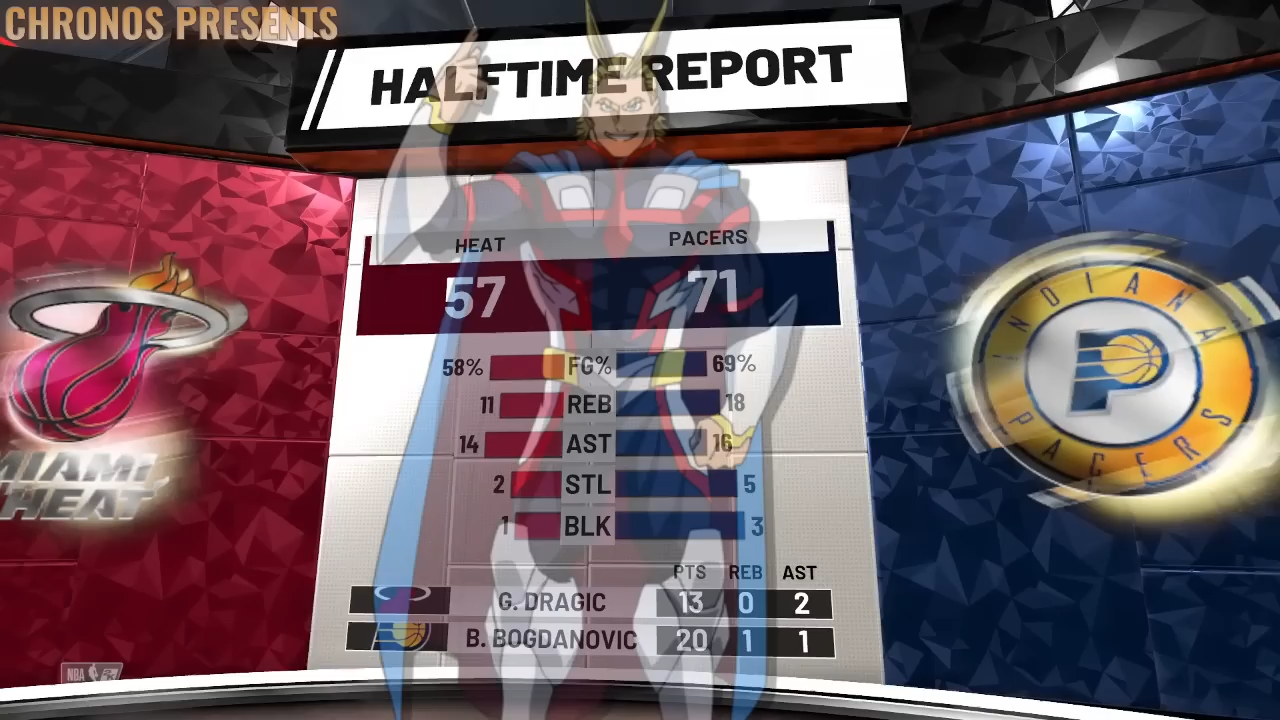 CHRONOS PRESENTS
HALFTIME REPORT
HEAT PACERS
57 71
58% FG% 69%
11 REB 18
14 AST 16
2 STL 5
1 BLK 3
PTS REB AST
G. DRAGIC 13 0 2
B. BOGDANOVIC 20 1 1
MIAMI
HEAT
INDIANA
PACERS
NBA 2K